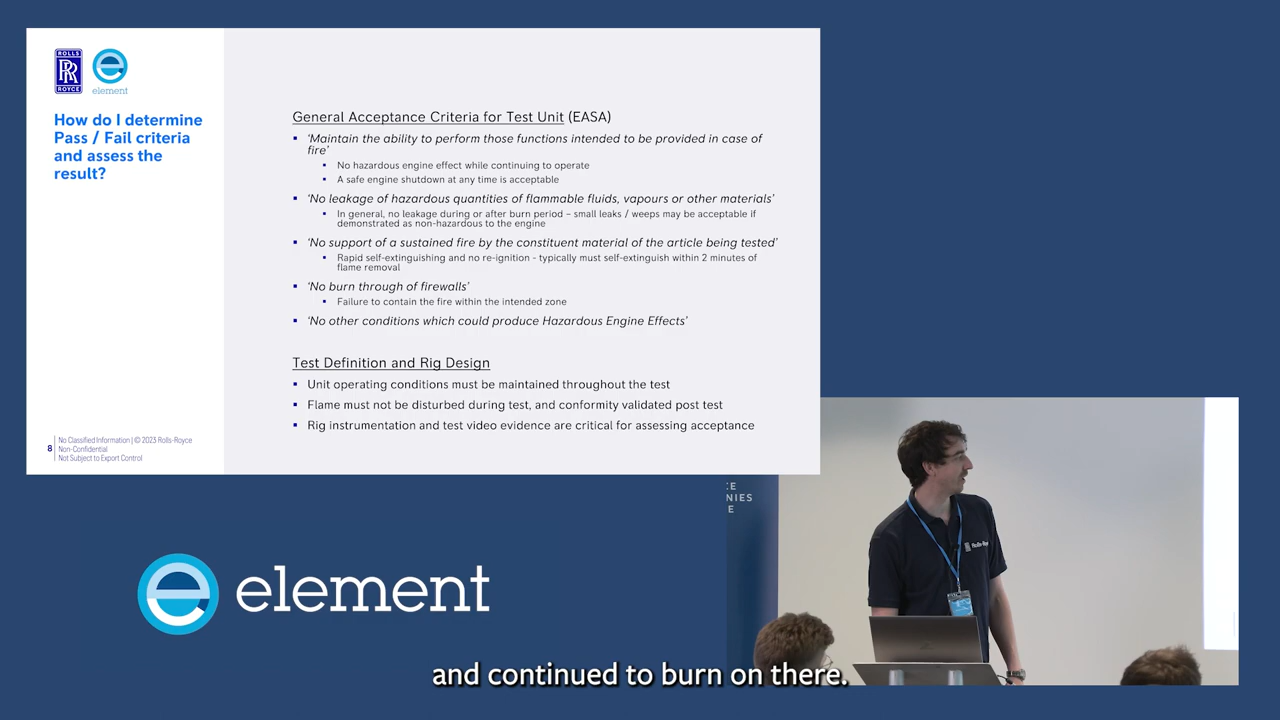 ROLLS
RR
ROYCE
element
How do I determine
Pass / Fail criteria
and assess the
result?
General Acceptance Criteria for Test Unit (EASA)
▪ ‘Maintain the ability to perform those functions intended to be provided in case of
fire’
▪ No hazardous engine effect while continuing to operate
▪ A safe engine shutdown at any time is acceptable
▪ ‘No leakage of hazardous quantities of flammable fluids, vapours or other materials’
▪ In general, no leakage during or after burn period – small leaks / weeps may be acceptable if
demonstrated as non-hazardous to the engine
▪ ‘No support of a sustained fire by the constituent material of the article being tested’
▪ Rapid self-extinguishing and no re-ignition - typically must self-extinguish within 2 minutes of
flame removal
▪ ‘No burn through of firewalls’
▪ Failure to contain the fire within the intended zone
▪ ‘No other conditions which could produce Hazardous Engine Effects’
Test Definition and Rig Design
▪ Unit operating conditions must be maintained throughout the test
▪ Flame must not be disturbed during test, and conformity validated post test
▪ Rig instrumentation and test video evidence are critical for assessing acceptance
8
No Classified Information | © 2023 Rolls-Royce
Non-Confidential
Not Subject to Export Control
NIES
E
Rolls-Roy
element
and continued to burn on there.